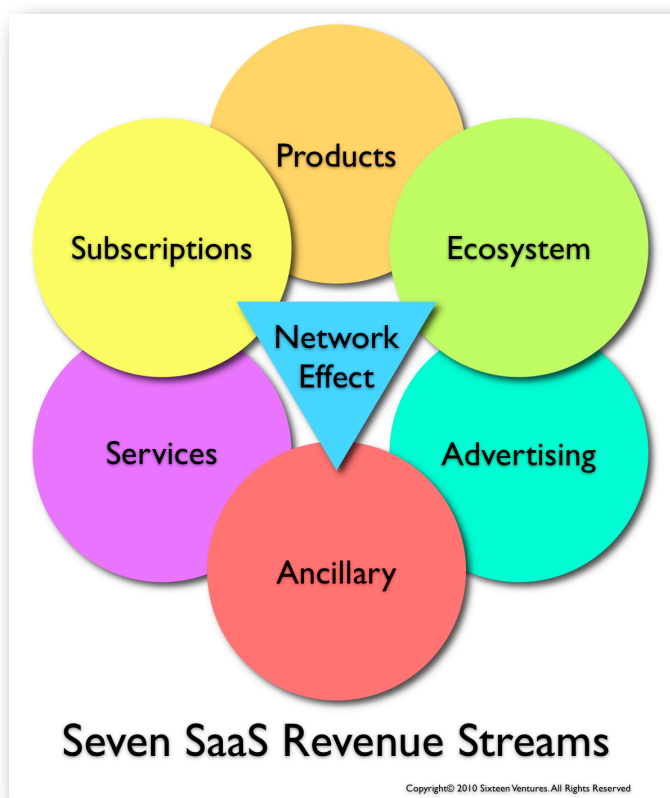 Products
Subscriptions
Ecosystem
Network
Effect
Services
Advertising
Ancillary
Seven SaaS Revenue Streams
Copyright© 2010 Sixteen Ventures. All Rights Reserved